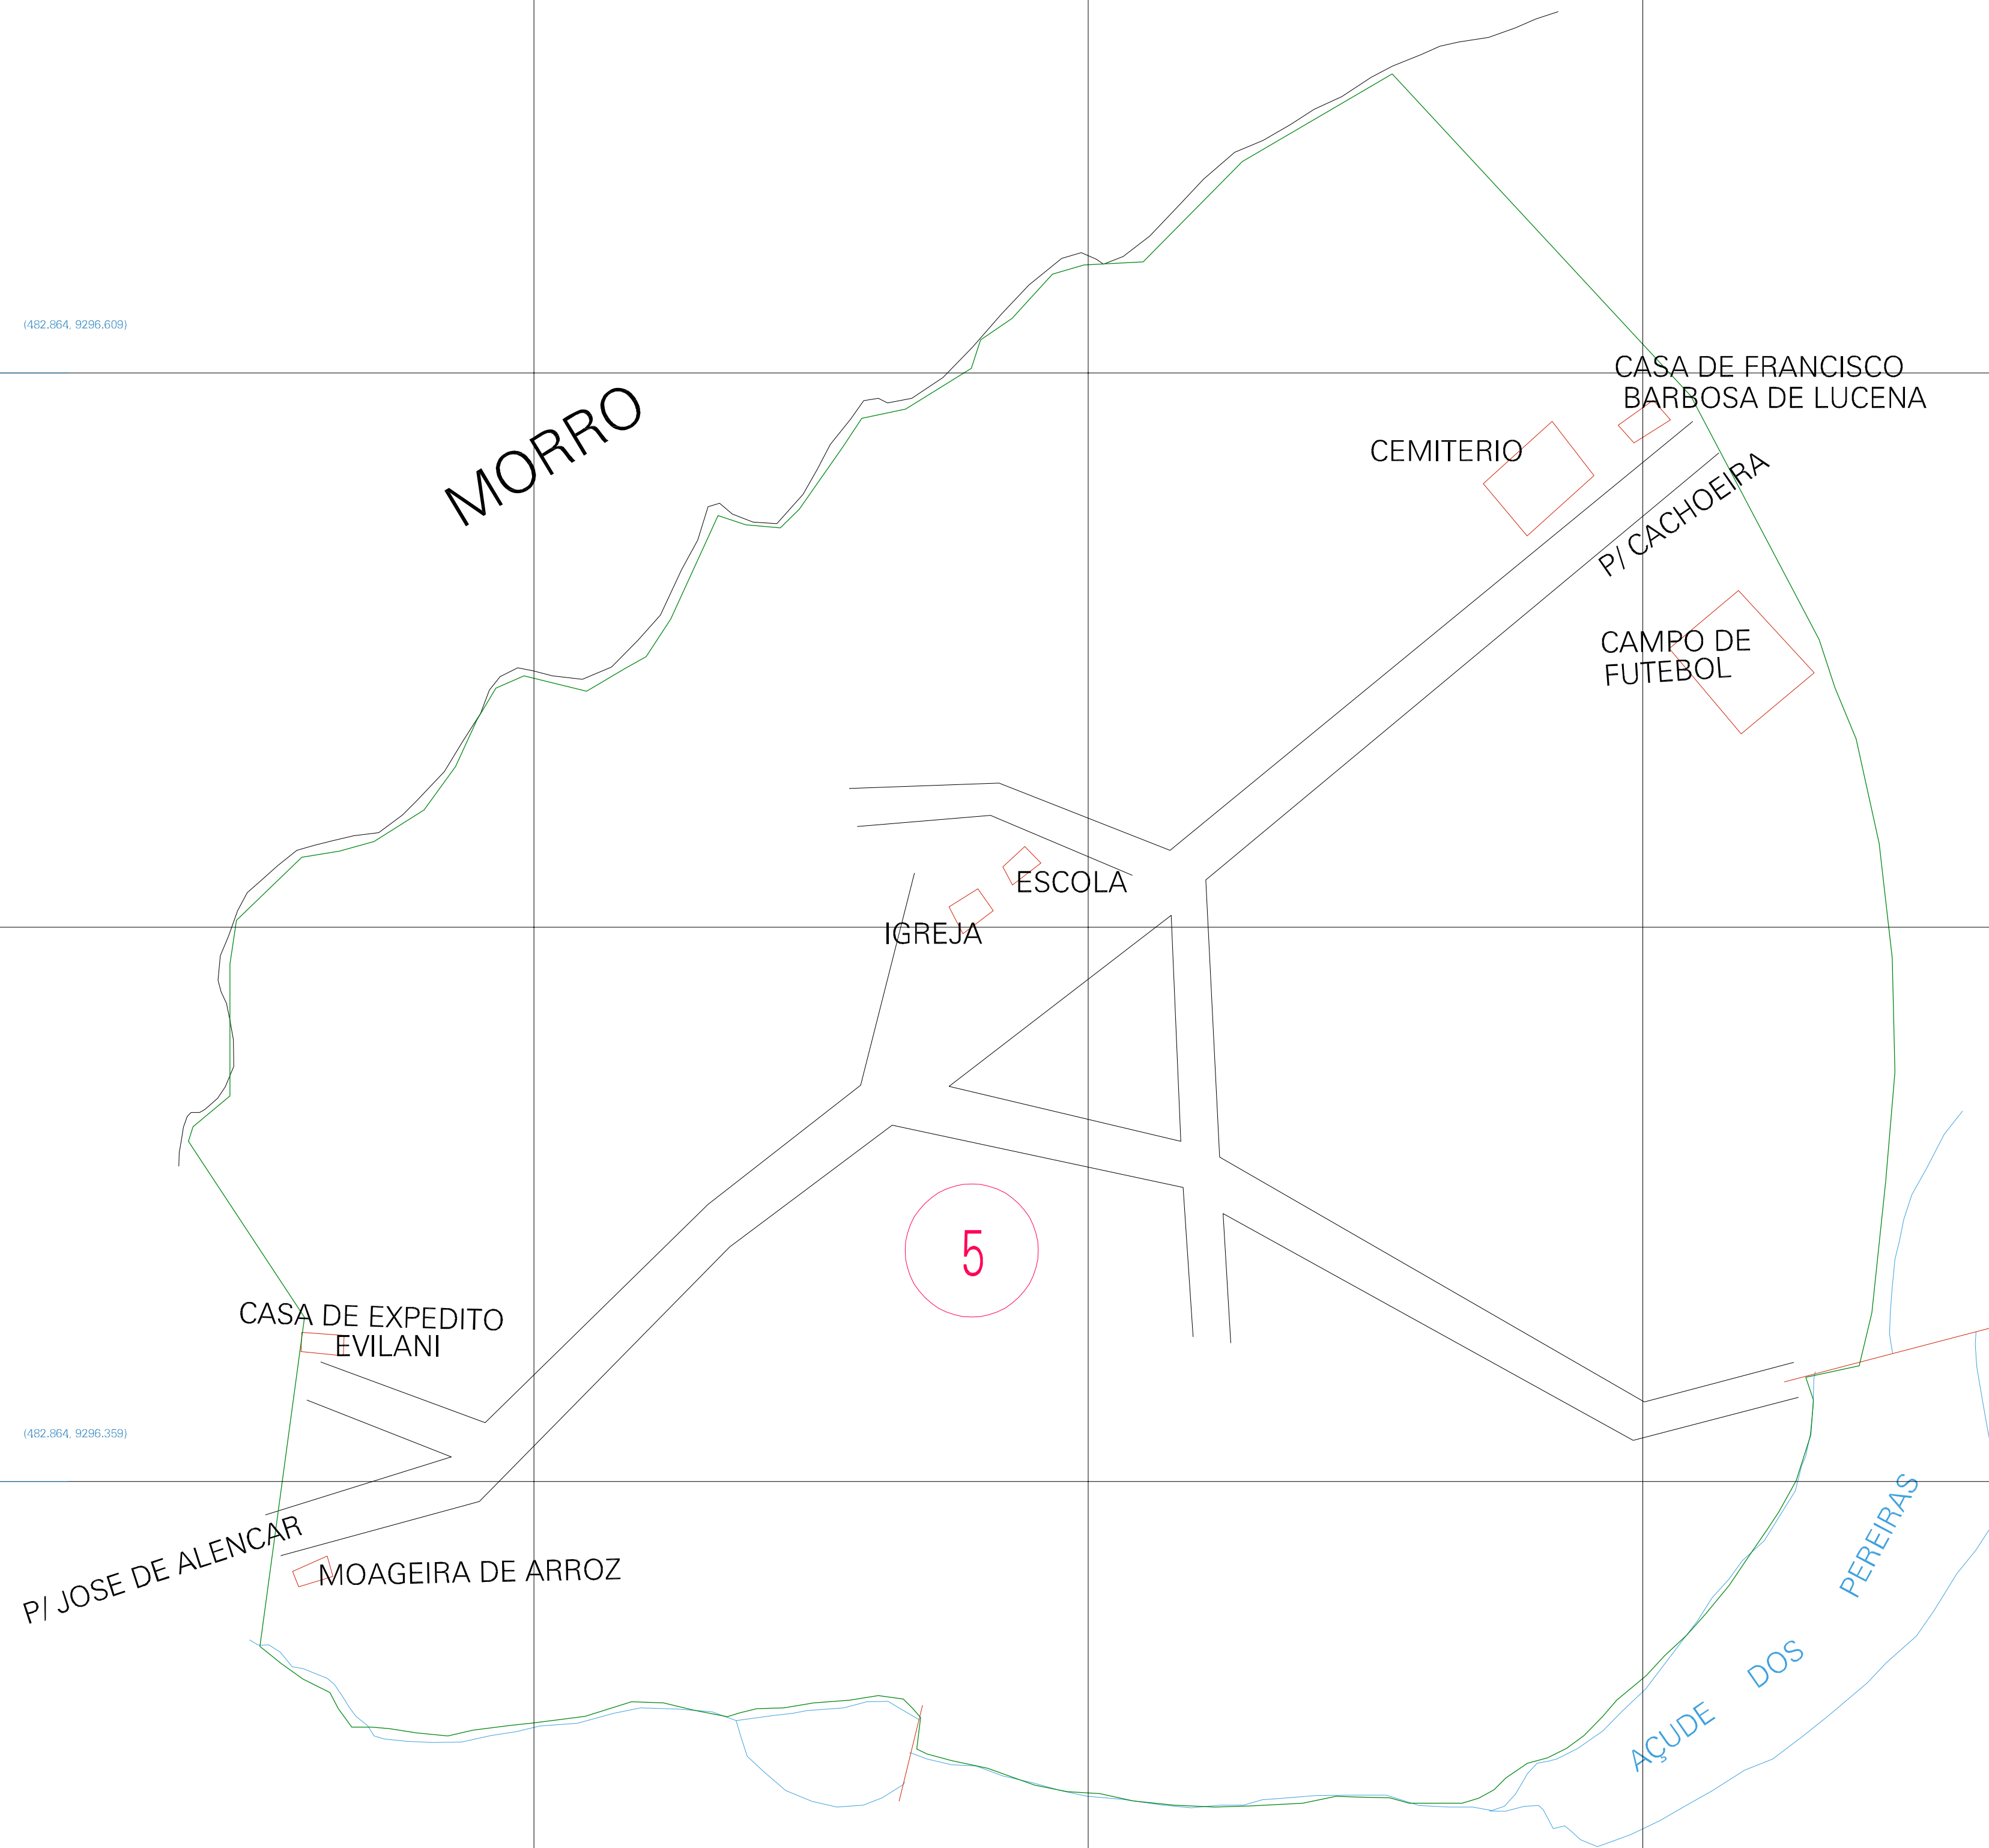 (482.864, 9296.609)
MORRO
CASA DE FRANCISCO
BARBOSA DE LUCENA
CEMITERIO
P/ CACHOEIRA
CAMPO DE
FUTEBOL
ESCOLA
IGREJA
5
CASA DE EXPEDITO
EVILANI
(482.864, 9296.359)
P/ JOSE DE ALENCAR
MOAGEIRA DE ARROZ
AÇUDE DOS PEREIRAS